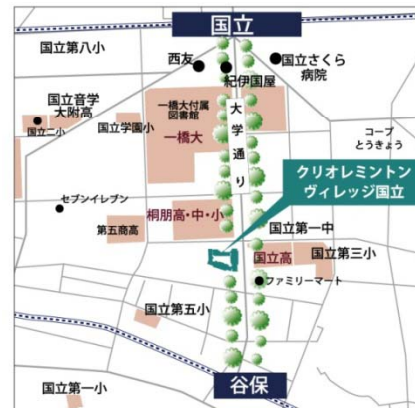 国立
国立第八小
西友
紀伊国屋
国立さくら
病院
国立音学
大附高
国立二小
国立学園小
一橋大付属
図書館
一橋大
大学通り
コープ
とうきょう
クリオレミントン
ヴィレッジ国立
セブンイレブン
桐朋高・中・小
第五商高
国立第一中
国立高
国立第三小
ファミリーマート
国立第五小
谷保
国立第一小